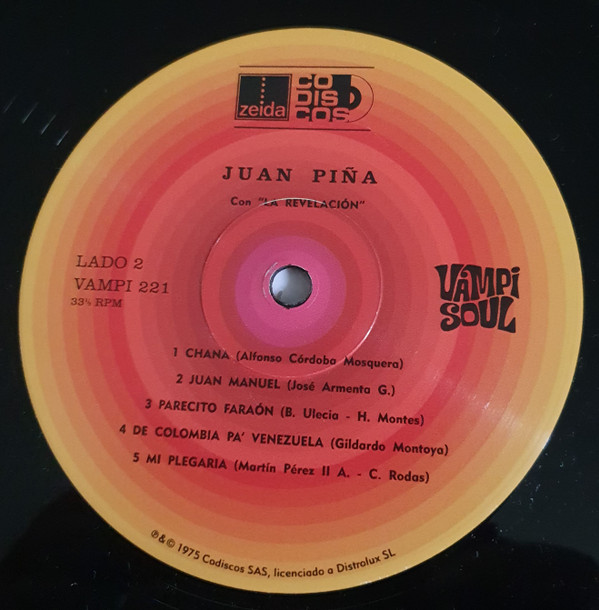 zeida
CO
DIS
COS
JUAN PIÑA
Con "LA REVELACIÓN"
LADO 2
VAMPI 221
33⅓ RPM
VAMPI
SOUL
1 CHANA (Alfonso Córdoba Mosquera)
2 JUAN MANUEL (José Armenta G.)
3 PARECITO FARAÓN (B. Ulecia - H. Montes)
4 DE COLOMBIA PA' VENEZUELA (Gildardo Montoya)
5 MI PLEGARIA (Martín Pérez II A. - C. Rodas)
℗&© 1975 Codiscos SAS, licenciado a Distrolux SL